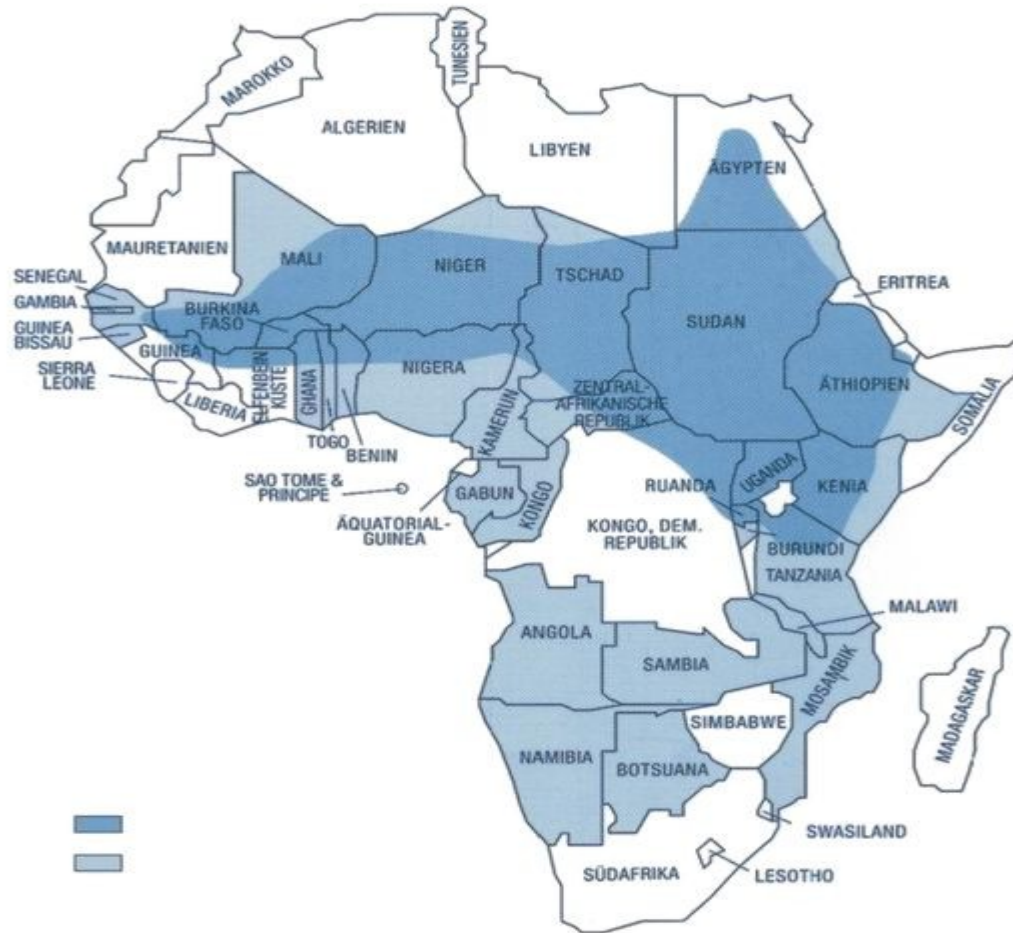 TUNESIEN
MAROKKO
ALGERIEN
LIBYEN
ÄGYPTEN
MAURETANIEN
MALI
NIGER
TSCHAD
SENEGAL
ERITREA
GAMBIA
BURKINA
FASO
SUDAN
GUINEA
BISSAU
GUINEA
NIGERA
SIERRA
LEONE
ÄTHIOPIEN
LIBERIA
ELFENBEIN
KÜSTE
GHANA
ZENTRAL-
AFRIKANISCHE
REPUBLIK
SOMALIA
KAMERUN
TOGO
BENIN
UGANDA
SAO TOME &
PRINCIPE
GABUN
KONGO
RUANDA
KENIA
ÄQUATORIAL-
GUINEA
KONGO, DEM.
REPUBLIK
BURUNDI
TANZANIA
MALAWI
ANGOLA
SAMBIA
MOSAMBIK
MADAGASKAR
SIMBABWE
NAMIBIA
BOTSUANA
SWASILAND
SÜDAFRIKA
LESOTHO